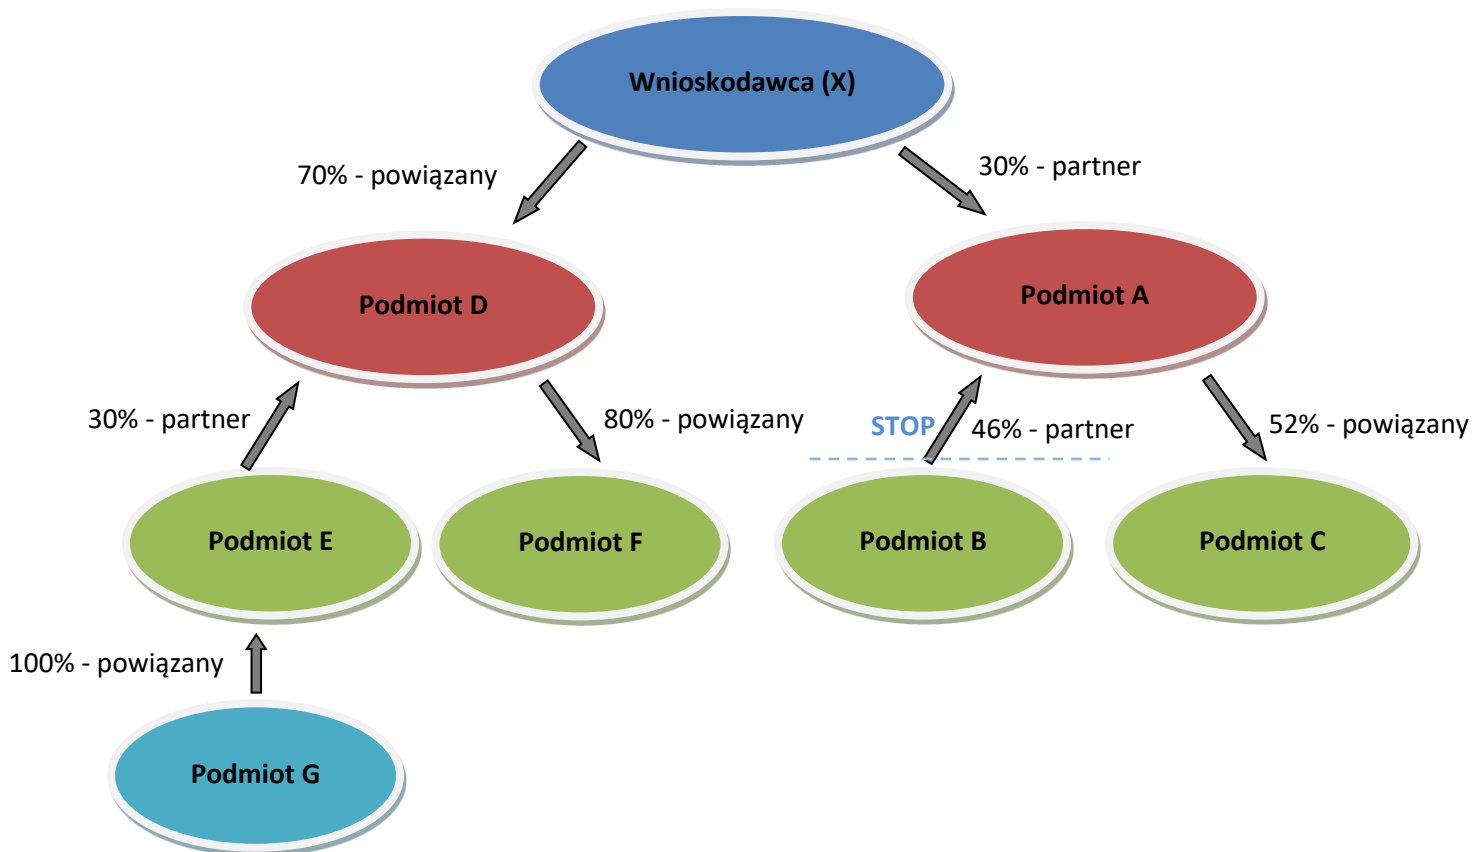 Wnioskodawca (X)
70% - powiązany
30% - partner
Podmiot D
Podmiot A
30% - partner
80% - powiązany
STOP
46% - partner
52% - powiązany
Podmiot E
Podmiot F
Podmiot B
Podmiot C
100% - powiązany
Podmiot G